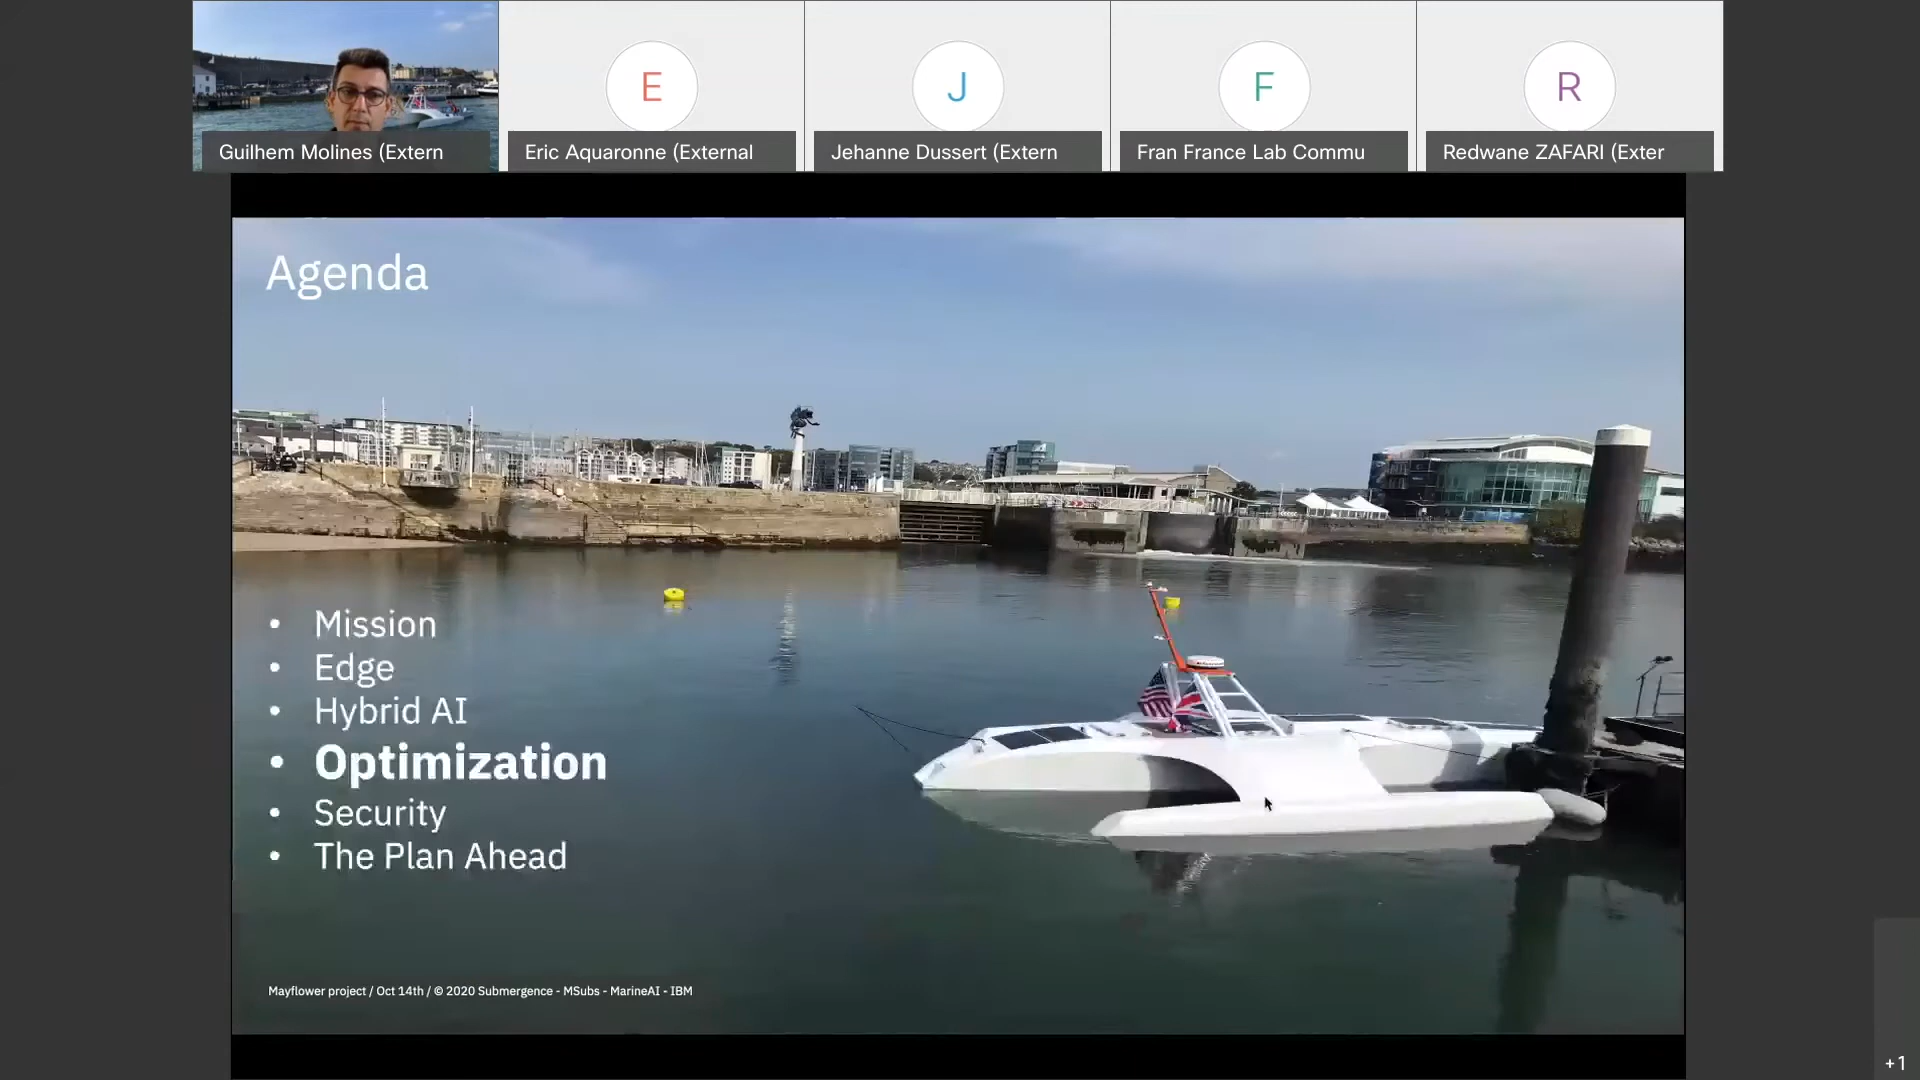 E
J
F
R
Guilhem Molines (Extern
Eric Aquaronne (External
Jehanne Dussert (Extern
Fran France Lab Commu
Redwane ZAFARI (Exter
Agenda
• Mission
• Edge
• Hybrid AI
• Optimization
• Security
• The Plan Ahead
Mayflower project / Oct 14th / © 2020 Submergence - MSubs - MarineAI - IBM
+1